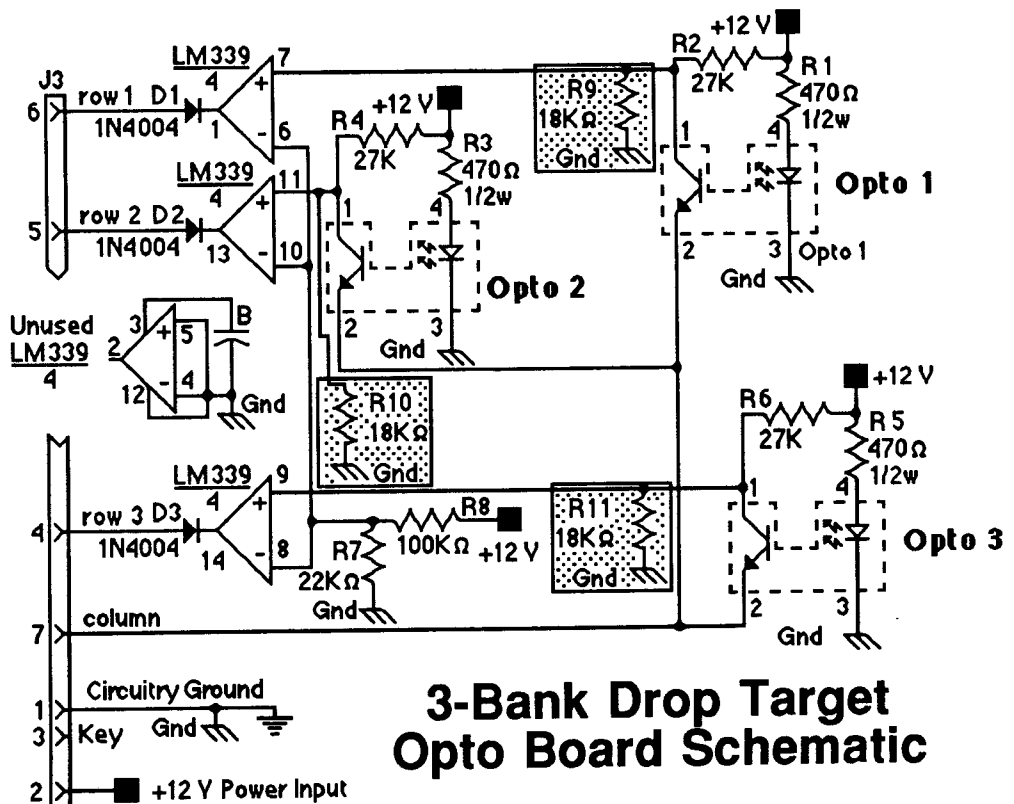 J3
6
row 1 D1
1N4004
LM339
4
1
7
+
-
6
+12 V
R2
27K
R1
470Ω
1/2w
R9
18KΩ
Gnd
1
4
Opto 1
2
3
Opto 1
Gnd
5
row 2 D2
1N4004
LM339
4
13
11
+
-
10
R4
27K
+12 V
R3
470Ω
1/2w
1
4
Opto 2
2
3
Gnd
Unused
LM339
4
2
3
+
5
-
4
12
B
Gnd
R10
18KΩ
Gnd.
4
row 3 D3
1N4004
LM339
4
14
9
+
-
8
R8
100KΩ
+12 V
R7
22KΩ
Gnd
R11
18KΩ
Gnd
+12 V
R6
27K
R5
470Ω
1/2w
1
4
Opto 3
2
3
Gnd
7
column
1
Circuitry Ground
Gnd
3
Key
2
+12 V Power Input
3-Bank Drop Target
Opto Board Schematic